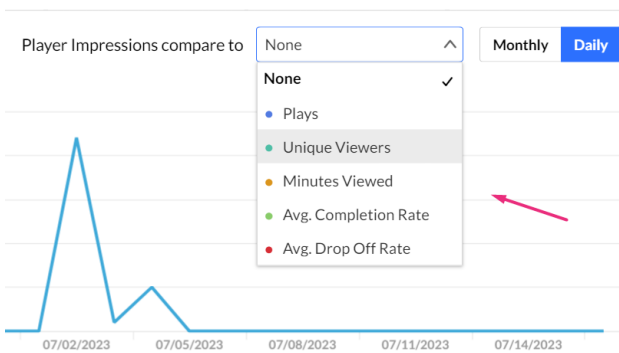 Player Impressions compare to None Monthly Daily
None
Plays
Unique Viewers
Minutes Viewed
Avg. Completion Rate
Avg. Drop Off Rate
07/02/2023 07/05/2023 07/08/2023 07/11/2023 07/14/2023